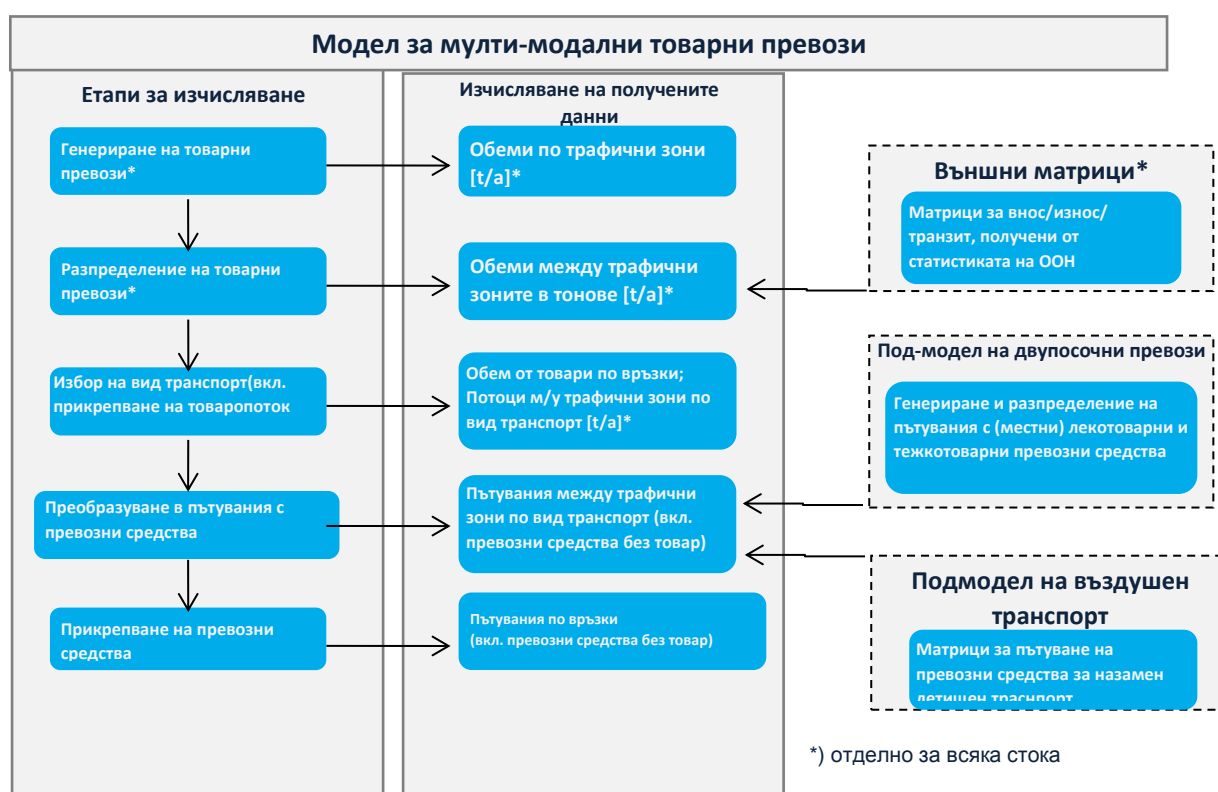 Модел за мулти-модални товарни превози
Етапи за изчисляване
Генериране на товарни
превози*
Разпределение на товарни
превози*
Избор на вид транспорт(вкл.
прикрепване на товаропоток
Преобразуване в пътувания с
превозни средства
Прикрепване на превозни
средства
Изчисляване на получените
данни
Обеми по трафични зони
[t/a]*
Обеми между трафични
зоните в тонове [t/a]*
Обем от товари по връзки;
Потоци м/у трафични зони по
вид транспорт [t/a]*
Пътувания между трафични
зони по вид транспорт (вкл.
превозни средства без товар)
Пътувания по връзки
(вкл. превозни средства без товар)
Външни матрици*
Матрици за внос/износ/
транзит, получени от
статистиката на ООН
Под-модел на двупосочни превози
Генериране и разпределение на
пътувания с (местни) лекотоварни и
тежкотоварни превозни средства
Подмодел на въздушен
транспорт
Матрици за пътуване на
превозни средства за назамен
летищен траснпорт
*) отделно за всяка стока